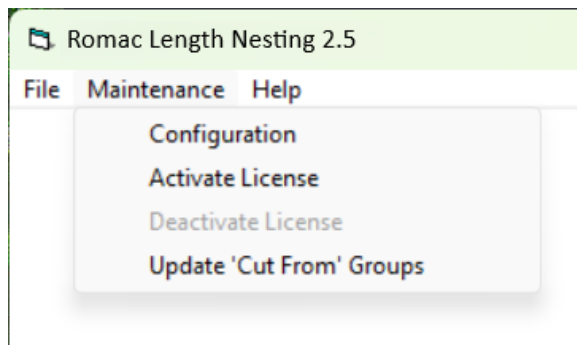 Romac Length Nesting 2.5
File Maintenance Help
Configuration
Activate License
Deactivate License
Update 'Cut From' Groups